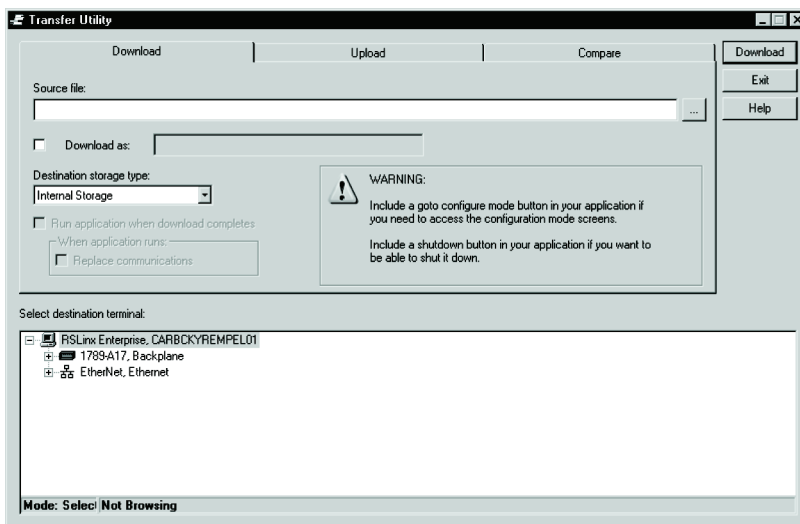 Transfer Utility
Download
Upload
Compare
Download
Exit
Help
Source file:
...
Download as:
Destination storage type:
Internal Storage
Run application when download completes
When application runs:
Replace communications
WARNING:
Include a goto configure mode button in your application if
you need to access the configuration mode screens.
Include a shutdown button in your application if you want to
be able to shut it down.
Select destination terminal:
RSLinx Enterprise, CARBCKYREMPEL01
1789-A17, Backplane
EtherNet, Ethernet
Mode: Selec Not Browsing